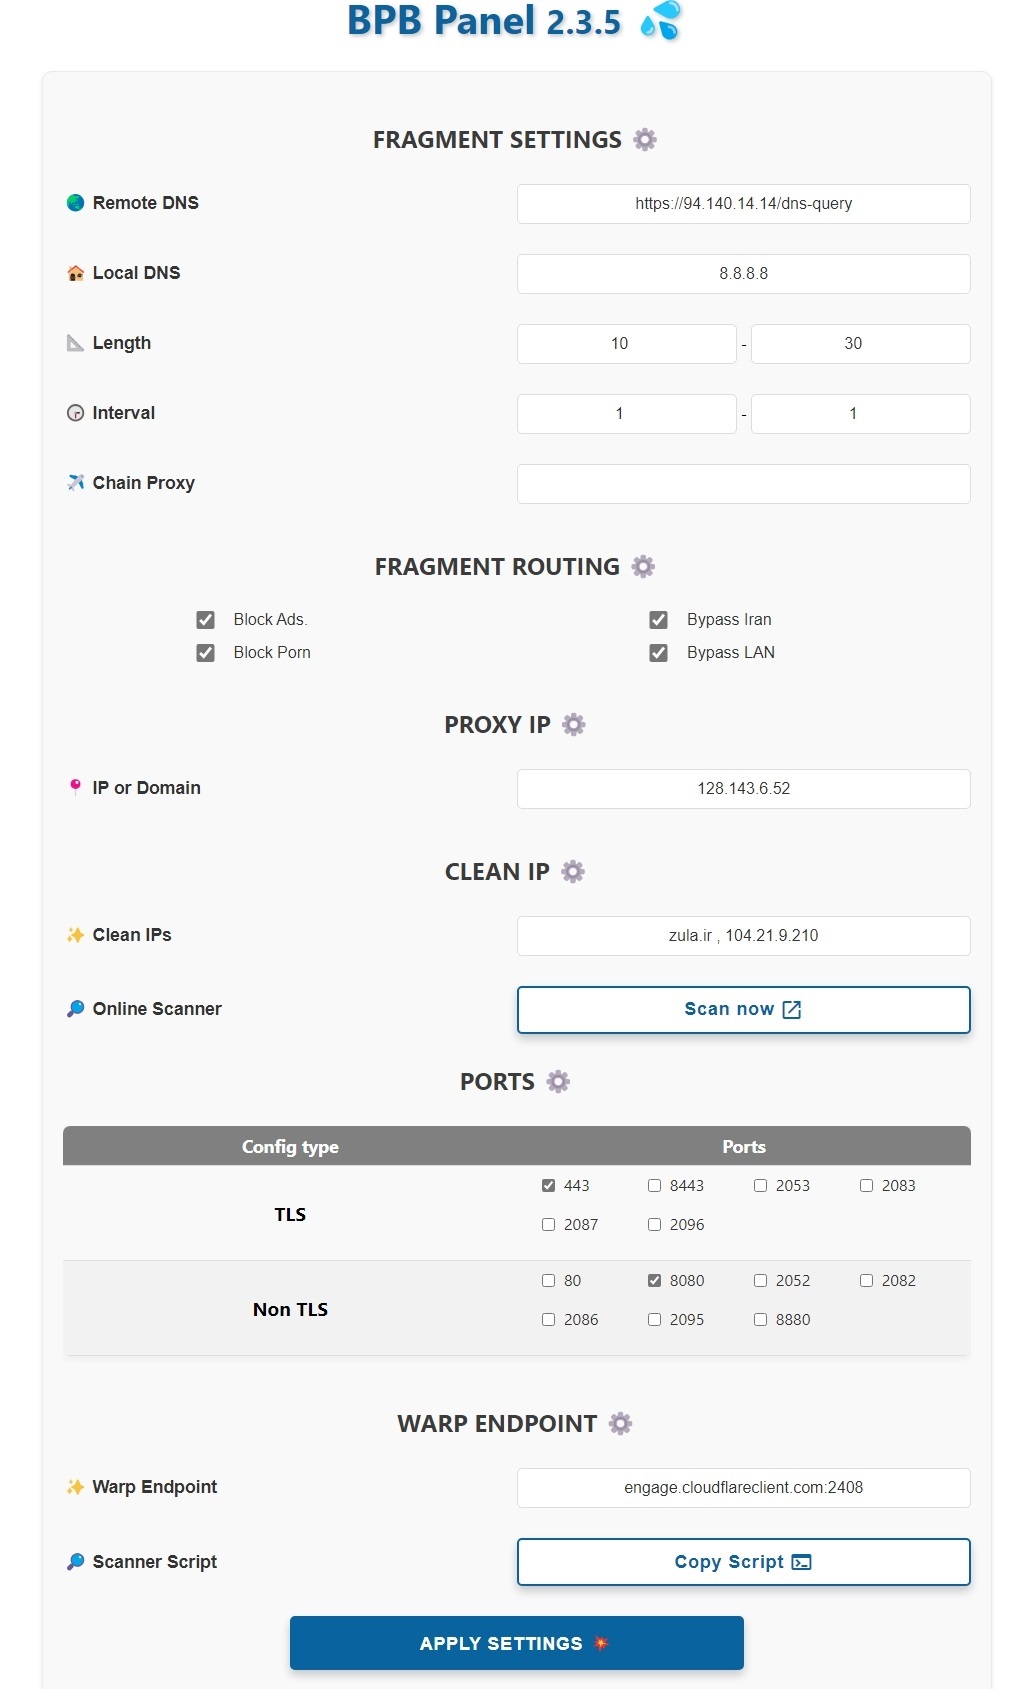 BPB Panel 2.3.5 💦
FRAGMENT SETTINGS ⚙️
🌏 Remote DNS https://94.140.14.14/dns-query
🏠 Local DNS 8.8.8.8
📐 Length 10 - 30
🕞 Interval 1 - 1
✈️ Chain Proxy
FRAGMENT ROUTING ⚙️
Block Ads. Bypass Iran
Block Porn Bypass LAN
PROXY IP ⚙️
📍 IP or Domain 128.143.6.52
CLEAN IP ⚙️
✨ Clean IPs zula.ir , 104.21.9.210
🔎 Online Scanner Scan now
PORTS ⚙️
Config type Ports
TLS
443 8443 2053 2083
2087 2096
Non TLS
80 8080 2052 2082
2086 2095 8880
WARP ENDPOINT ⚙️
✨ Warp Endpoint engage.cloudflareclient.com:2408
🔎 Scanner Script Copy Script
APPLY SETTINGS 💥